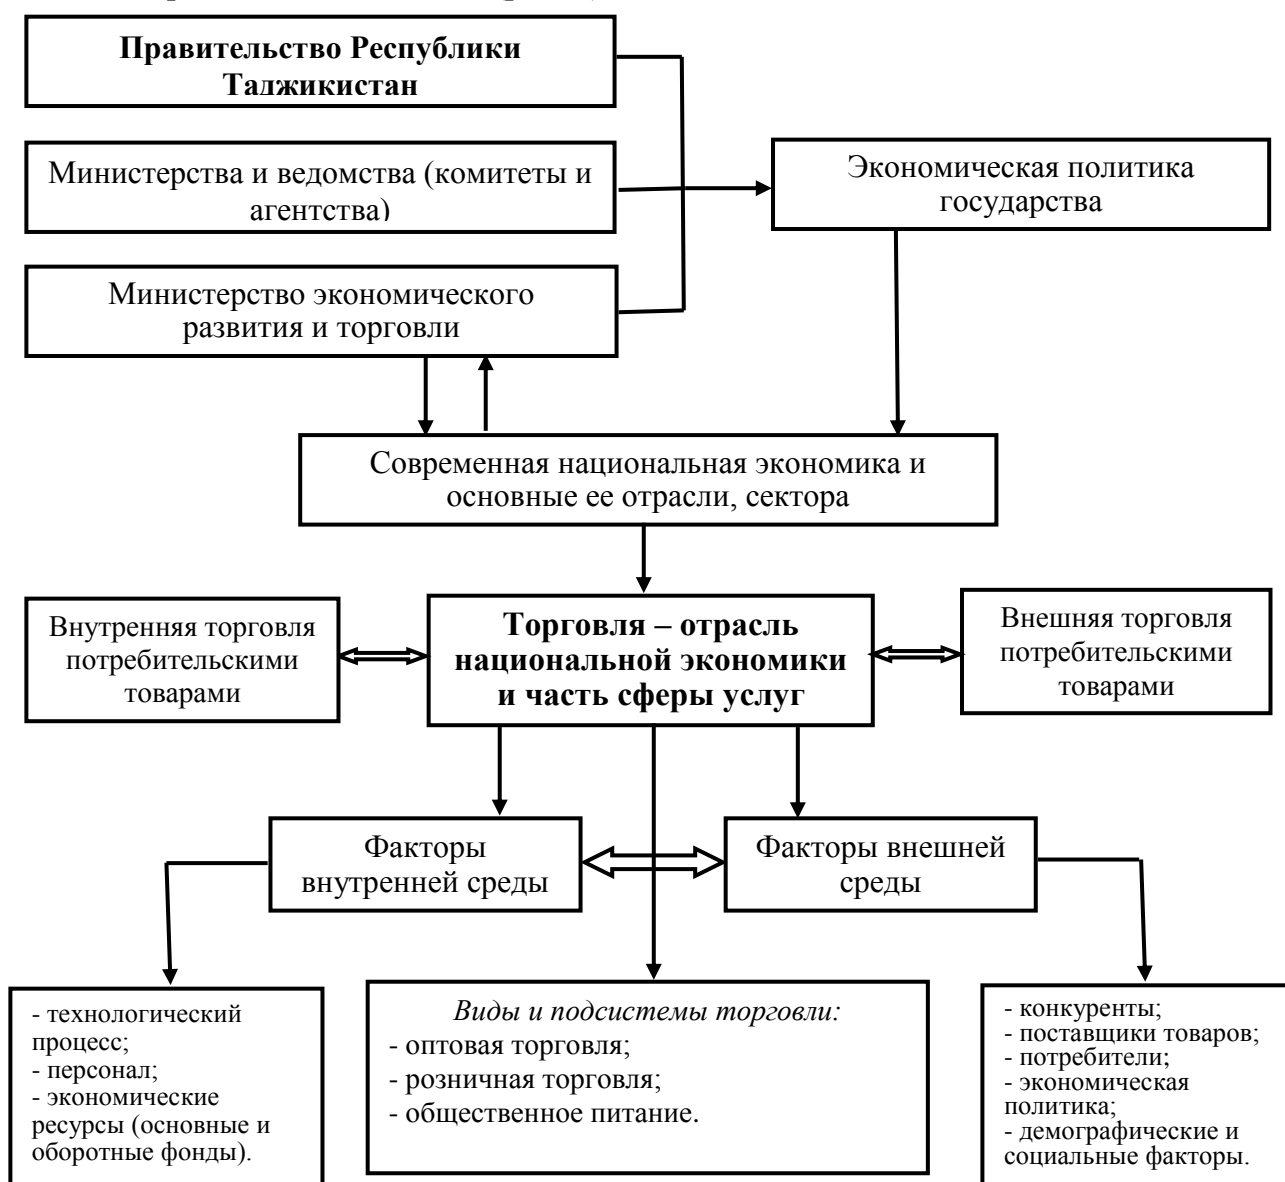 Правительство Республики
Таджикистан
Министерства и ведомства (комитеты и
агентства)
Экономическая политика
государства
Министерство экономического
развития и торговли
Современная национальная экономика и
основные ее отрасли, сектора
Внутренняя торговля
потребительскими
товарами
Торговля – отрасль
национальной экономики
и часть сферы услуг
Внешняя торговля
потребительскими
товарами
Факторы
внутренней среды
Факторы внешней
среды
- технологический
процесс;
- персонал;
- экономические
ресурсы (основные и
оборотные фонды).
Виды и подсистемы торговли:
- оптовая торговля;
- розничная торговля;
- общественное питание.
- конкуренты;
- поставщики товаров;
- потребители;
- экономическая
политика;
- демографические и
социальные факторы.